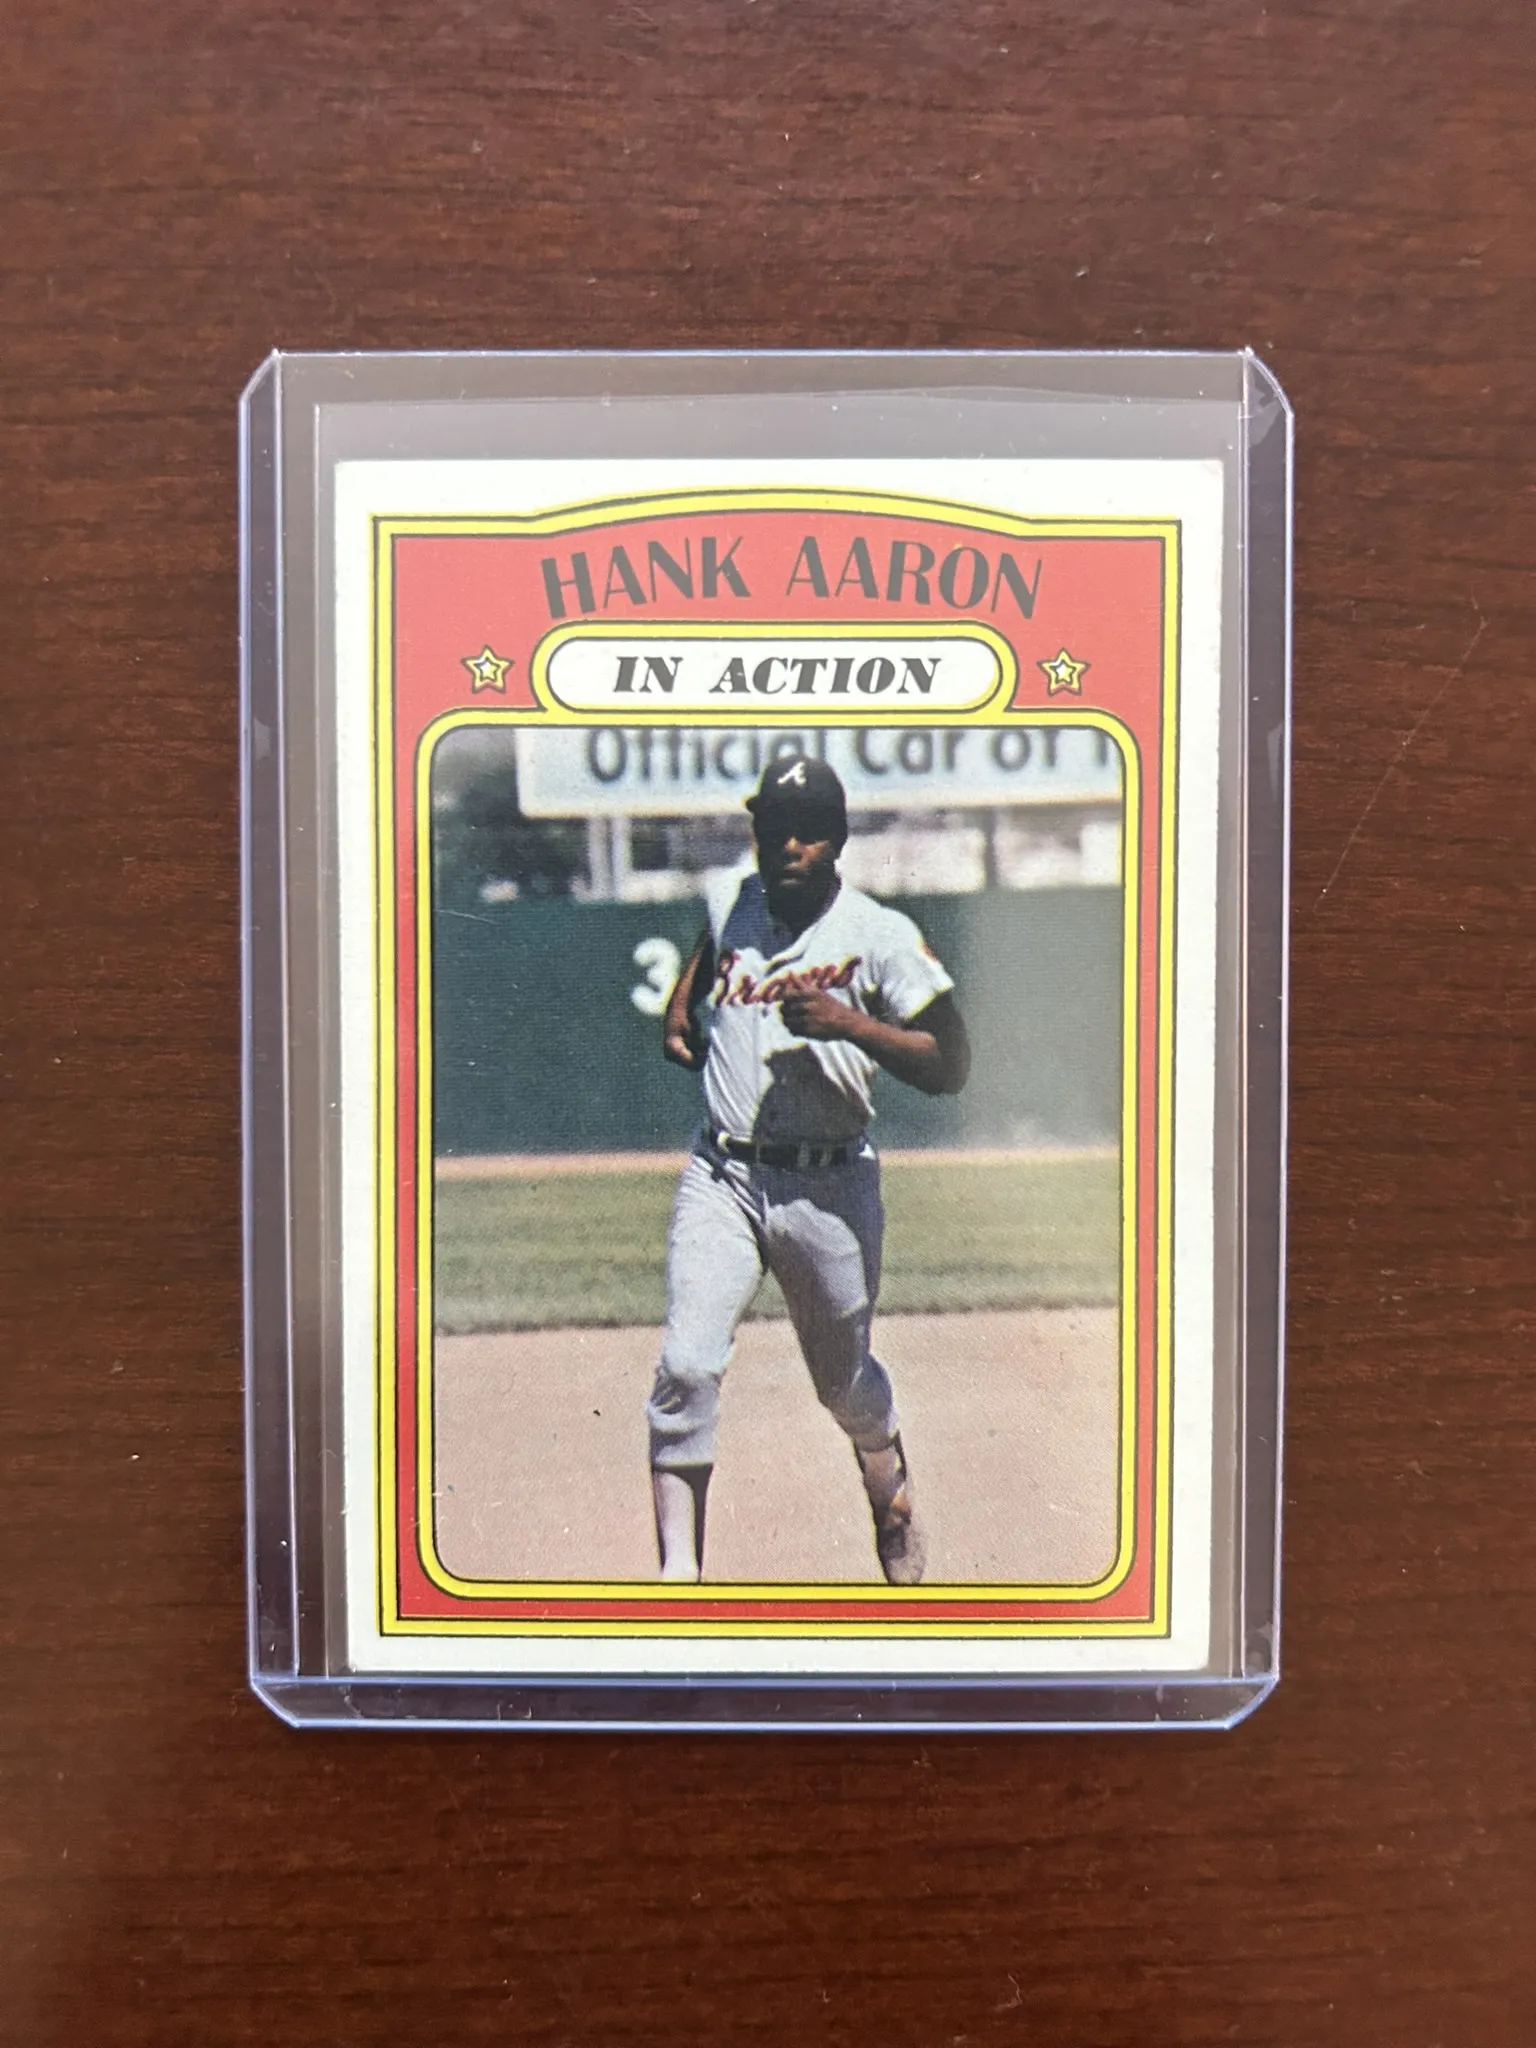 HANK AARON
IN ACTION
Official Car of
A
3
Braves